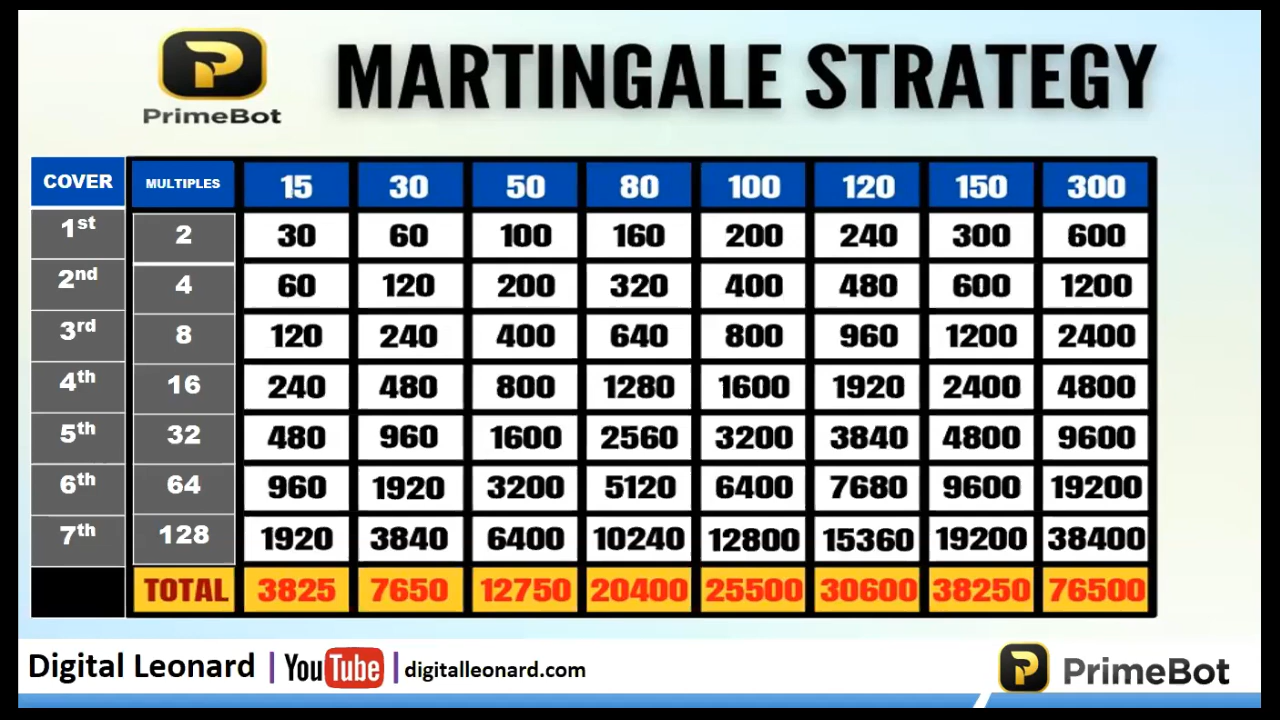 PrimeBot
MARTINGALE STRATEGY
COVER MULTIPLES 15 30 50 80 100 120 150 300
1st 2 30 60 100 160 200 240 300 600
2nd 4 60 120 200 320 400 480 600 1200
3rd 8 120 240 400 640 800 960 1200 2400
4th 16 240 480 800 1280 1600 1920 2400 4800
5th 32 480 960 1600 2560 3200 3840 4800 9600
6th 64 960 1920 3200 5120 6400 7680 9600 19200
7th 128 1920 3840 6400 10240 12800 15360 19200 38400
TOTAL 3825 7650 12750 20400 25500 30600 38250 76500
Digital Leonard | YouTube | digitalleonard.com
PrimeBot